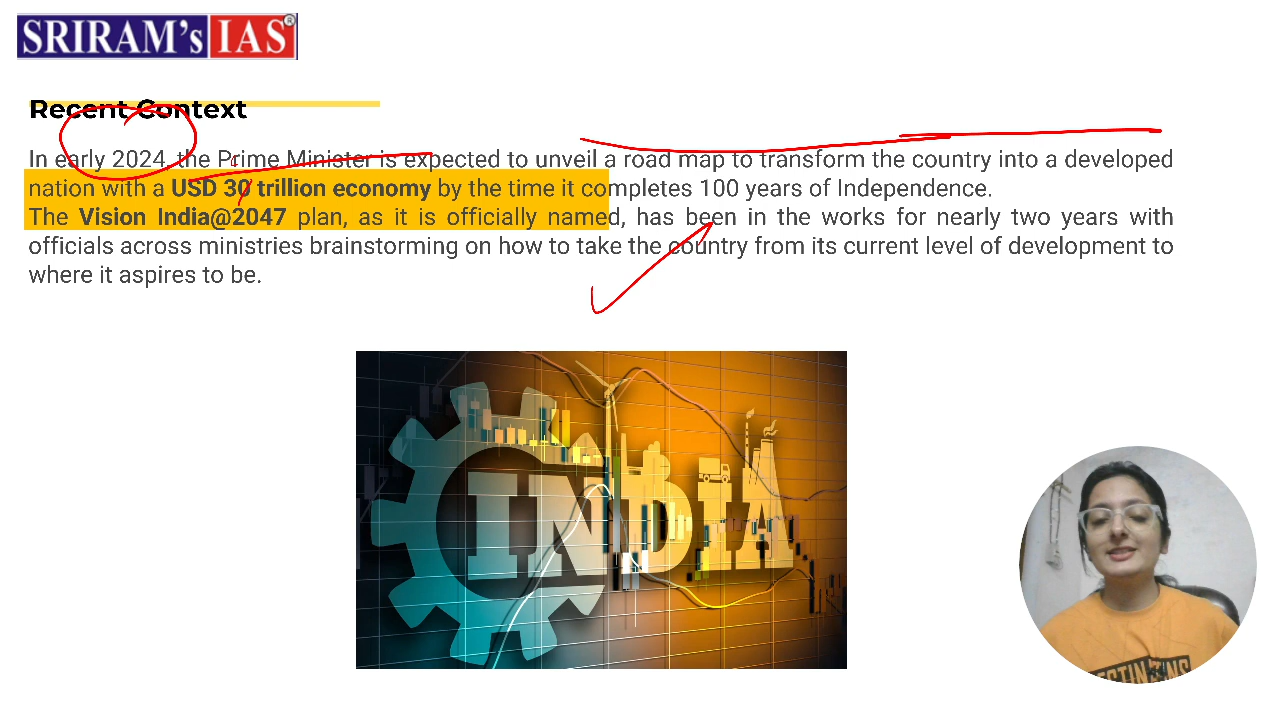 SRIRAM's IAS®
Recent Context
In early 2024, the Prime Minister is expected to unveil a road map to transform the country into a developed
nation with a USD 30 trillion economy by the time it completes 100 years of Independence.
The Vision India@2047 plan, as it is officially named, has been in the works for nearly two years with
officials across ministries brainstorming on how to take the country from its current level of development to
where it aspires to be.
INDIA